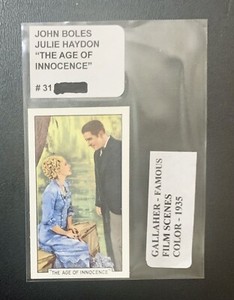 JOHN BOLES
JULIE HAYDON
"THE AGE OF
INNOCENCE"
# 31
"THE AGE OF INNOCENCE"
GALLAHER - FAMOUS
FILM SCENES
COLOR - 1935